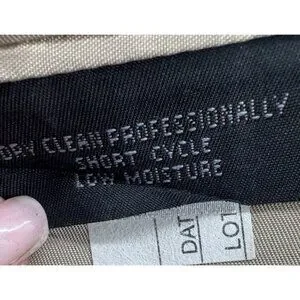 DRY CLEAN PROFESSIONALLY
SHORT CYCLE
LOW MOISTURE
DAT
LOT